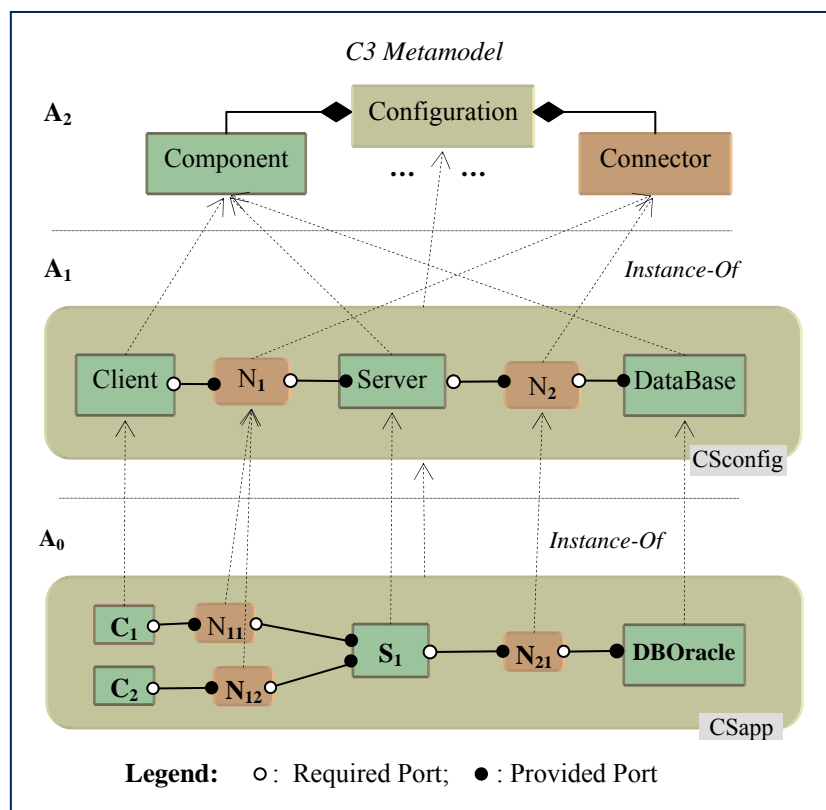 C3 Metamodel
A₂
Configuration
Component
... ...
Connector
A₁
Instance-Of
Client
N₁
Server
N₂
DataBase
CSconfig
A₀
Instance-Of
C₁
N₁₁
S₁
N₂₁
DBOracle
C₂
N₁₂
CSapp
Legend: : Required Port; : Provided Port